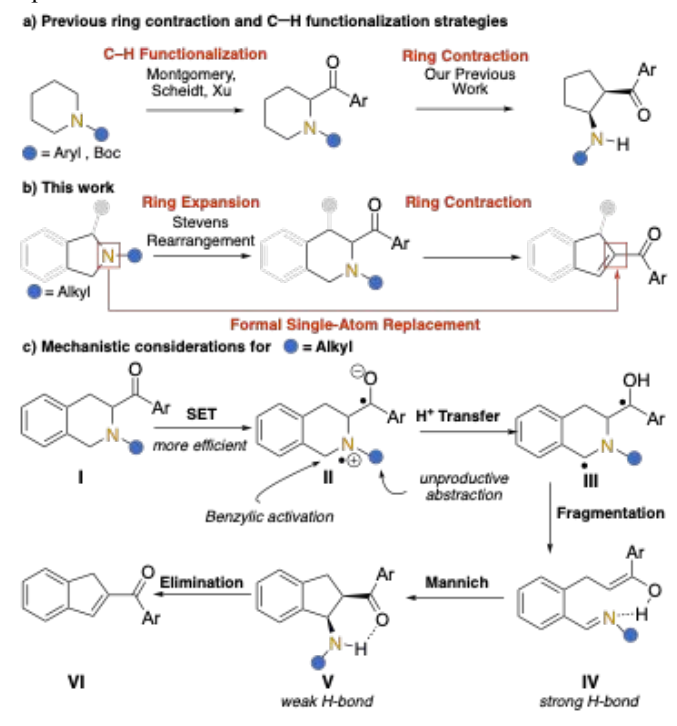 a) Previous ring contraction and C–H functionalization strategies
C–H Functionalization
Montgomery,
Scheidt, Xu
Ring Contraction
Our Previous
Work
N
O
Ar
N
Ar
O
N–H
= Aryl , Boc
b) This work
Ring Expansion
Stevens
Rearrangement
Ring Contraction
N
O
Ar
N
O
Ar
= Alkyl
Formal Single-Atom Replacement
c) Mechanistic considerations for = Alkyl
O
Ar
N
I
SET
more efficient
⊖O
Ar
N
•⊕
II
Benzylic activation
unproductive
abstraction
H+ Transfer
OH
Ar
N
III
Fragmentation
Ar
O
H
N
IV
strong H-bond
Mannich
Ar
O
N–H
V
weak H-bond
Elimination
O
Ar
VI